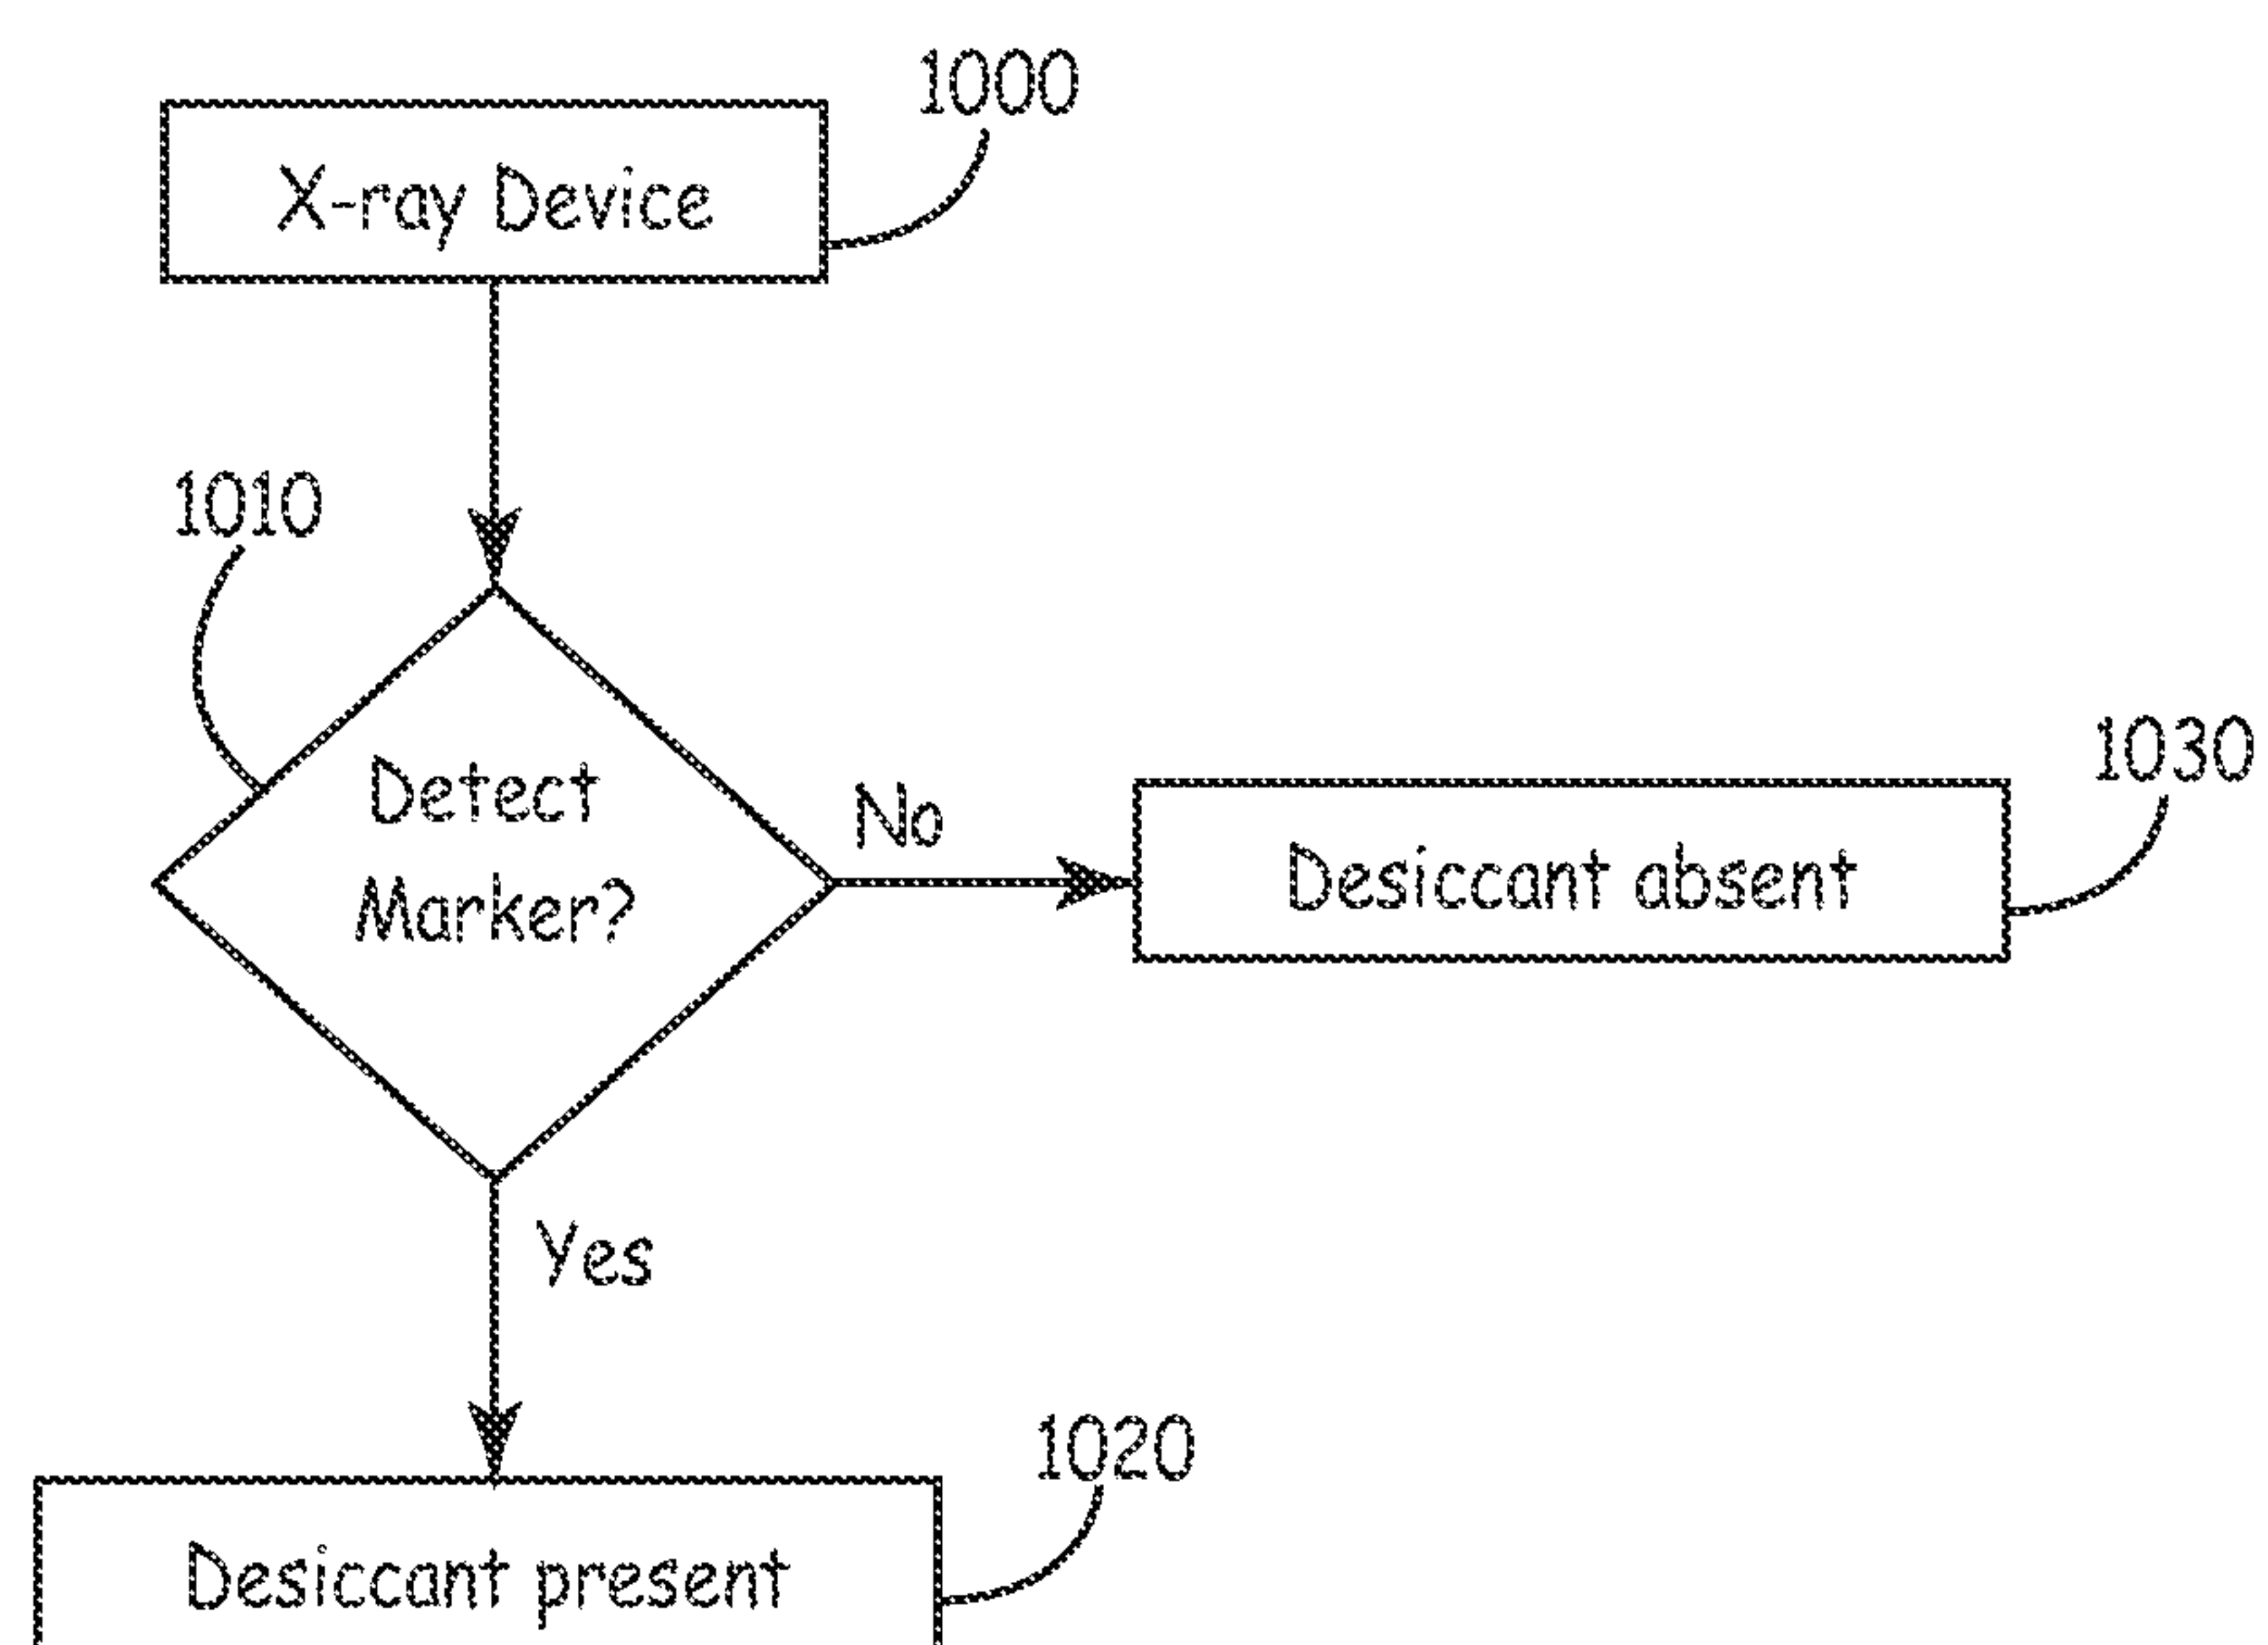 1000
X-ray Device
1010
Detect
Marker?
No
1030
Desiccant absent
Yes
1020
Desiccant present